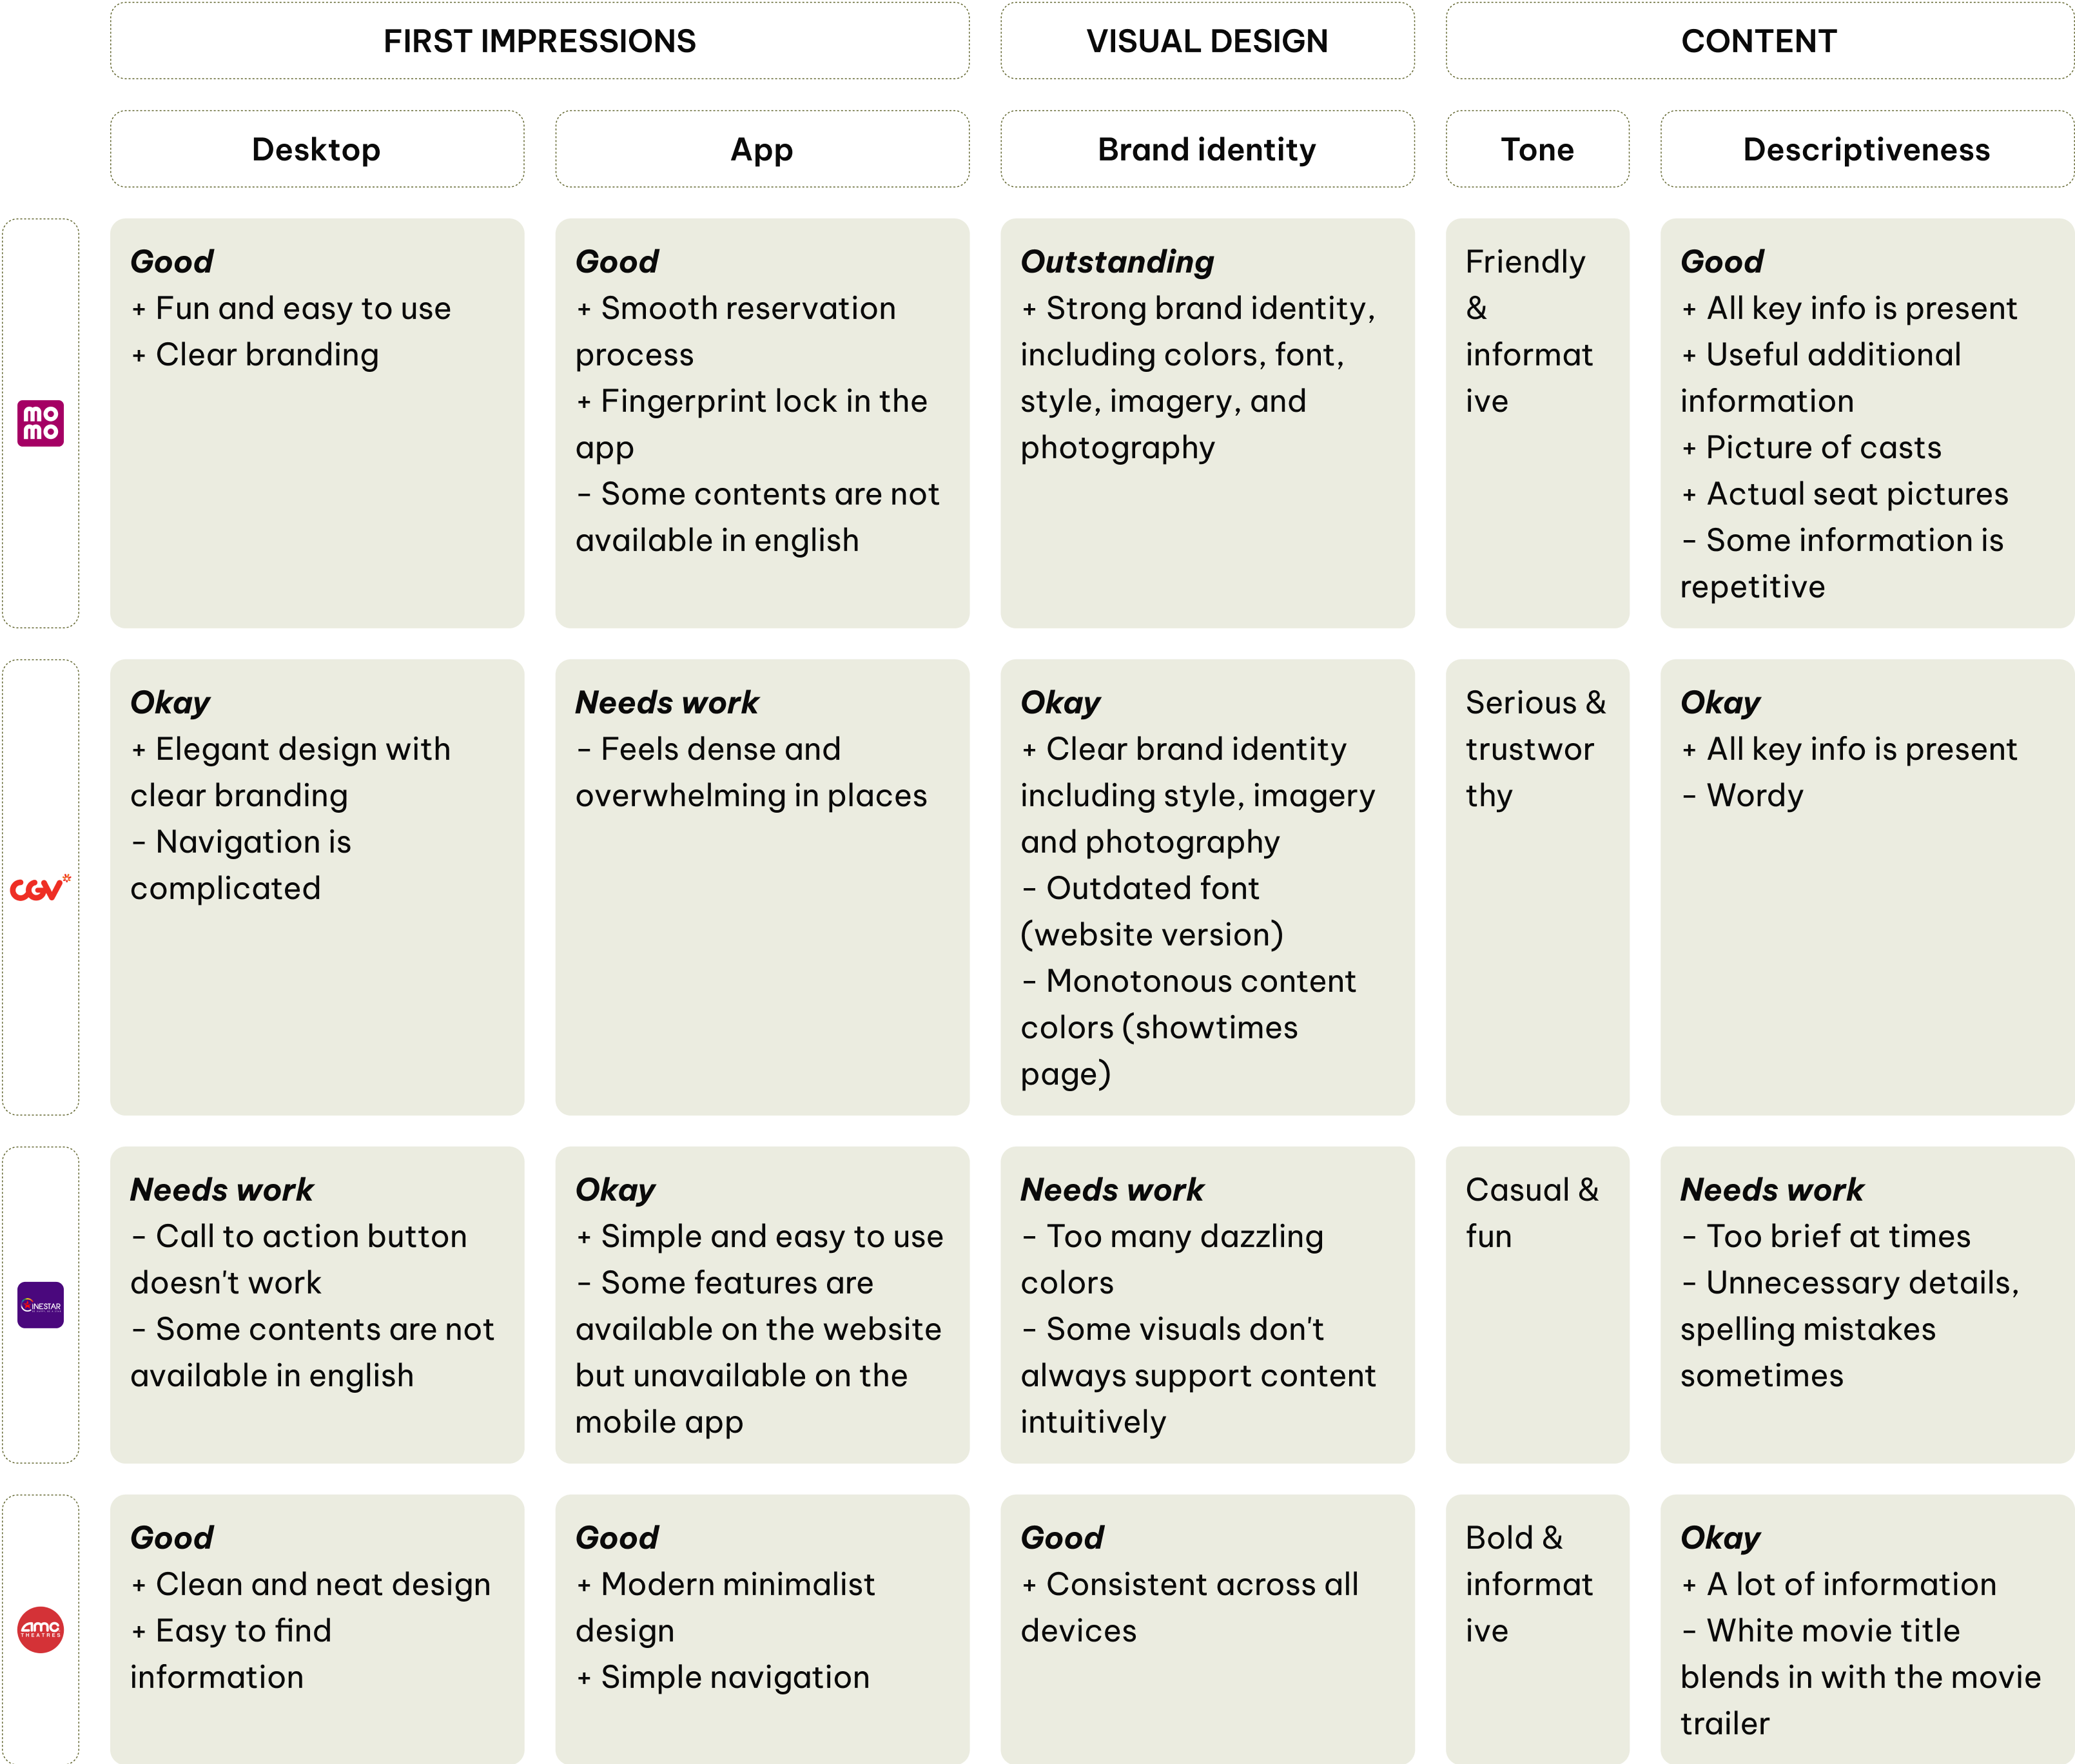 FIRST IMPRESSIONS
VISUAL DESIGN
CONTENT
Desktop
App
Brand identity
Tone
Descriptiveness
mo
mo
Good
+ Fun and easy to use
+ Clear branding
Good
+ Smooth reservation
process
+ Fingerprint lock in the
app
- Some contents are not
available in english
Outstanding
+ Strong brand identity,
including colors, font,
style, imagery, and
photography
Friendly
&
informat
ive
Good
+ All key info is present
+ Useful additional
information
+ Picture of casts
+ Actual seat pictures
- Some information is
repetitive
CGV
Okay
+ Elegant design with
clear branding
- Navigation is
complicated
Needs work
- Feels dense and
overwhelming in places
Okay
+ Clear brand identity
including style, imagery
and photography
- Outdated font
(website version)
- Monotonous content
colors (showtimes
page)
Serious &
trustwor
thy
Okay
+ All key info is present
- Wordy
CINESTAR
Needs work
- Call to action button
doesn't work
- Some contents are not
available in english
Okay
+ Simple and easy to use
- Some features are
available on the website
but unavailable on the
mobile app
Needs work
- Too many dazzling
colors
- Some visuals don't
always support content
intuitively
Casual &
fun
Needs work
- Too brief at times
- Unnecessary details,
spelling mistakes
sometimes
amc
THEATRES
Good
+ Clean and neat design
+ Easy to find
information
Good
+ Modern minimalist
design
+ Simple navigation
Good
+ Consistent across all
devices
Bold &
informat
ive
Okay
+ A lot of information
- White movie title
blends in with the movie
trailer